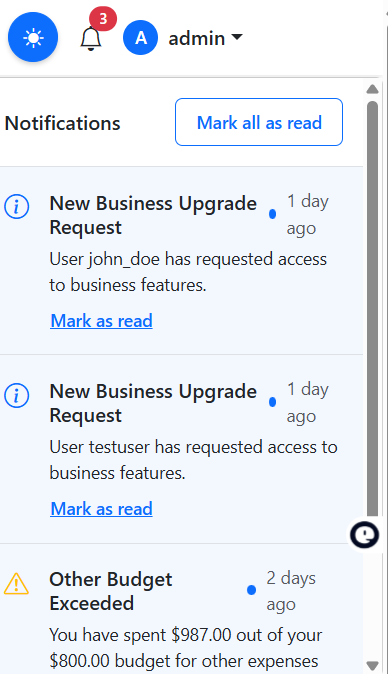 3
A admin
Notifications
Mark all as read
New Business Upgrade
Request
1 day
ago
User john_doe has requested access
to business features.
Mark as read
New Business Upgrade
Request
1 day
ago
User testuser has requested access to
business features.
Mark as read
Other Budget
Exceeded
2 days
ago
You have spent $987.00 out of your
$800.00 budget for other expenses